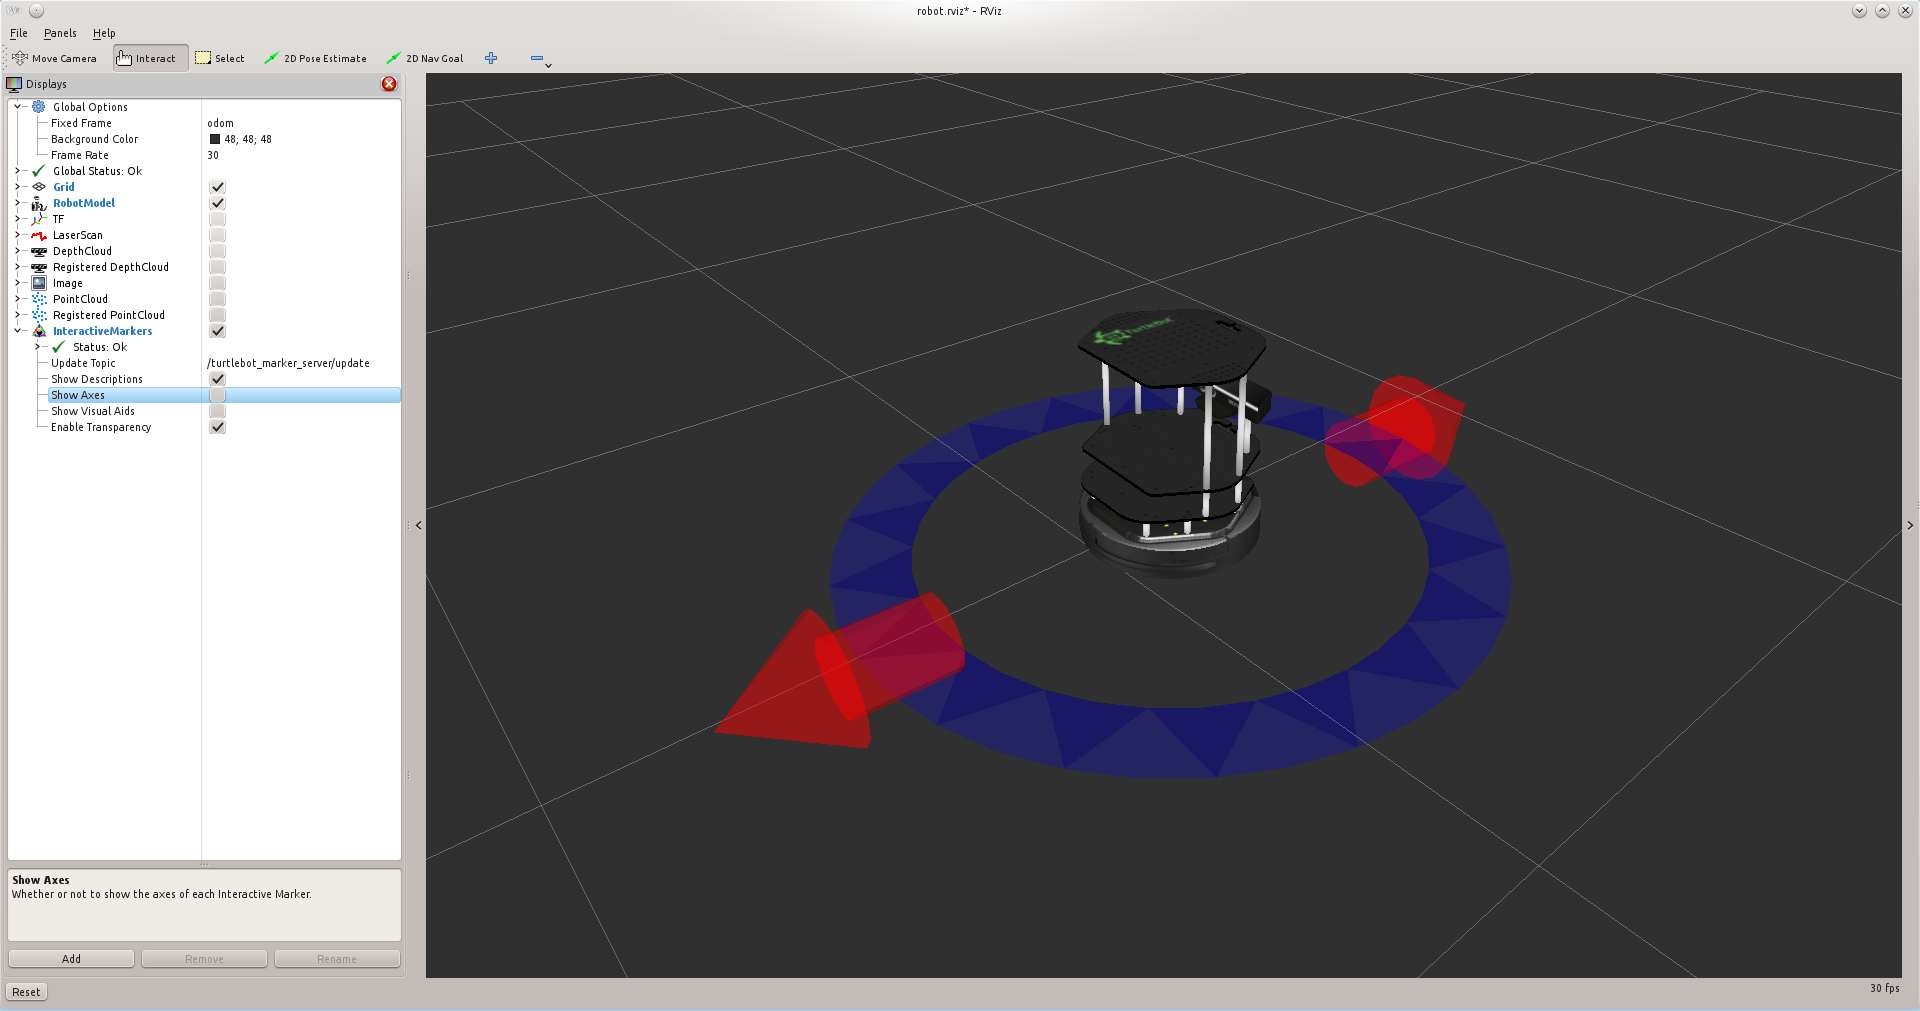 robot.rviz* - RViz
File Panels Help
Move Camera Interact Select 2D Pose Estimate 2D Nav Goal
Displays
Global Options
Fixed Frame odom
Background Color 48; 48; 48
Frame Rate 30
Global Status: Ok
Grid
RobotModel
TF
LaserScan
DepthCloud
Registered DepthCloud
Image
PointCloud
Registered PointCloud
InteractiveMarkers
Status: Ok
Update Topic /turtlebot_marker_server/update
Show Descriptions
Show Axes
Show Visual Aids
Enable Transparency
TurtleBot
Show Axes
Whether or not to show the axes of each Interactive Marker.
Add Remove Rename
Reset
30 fps